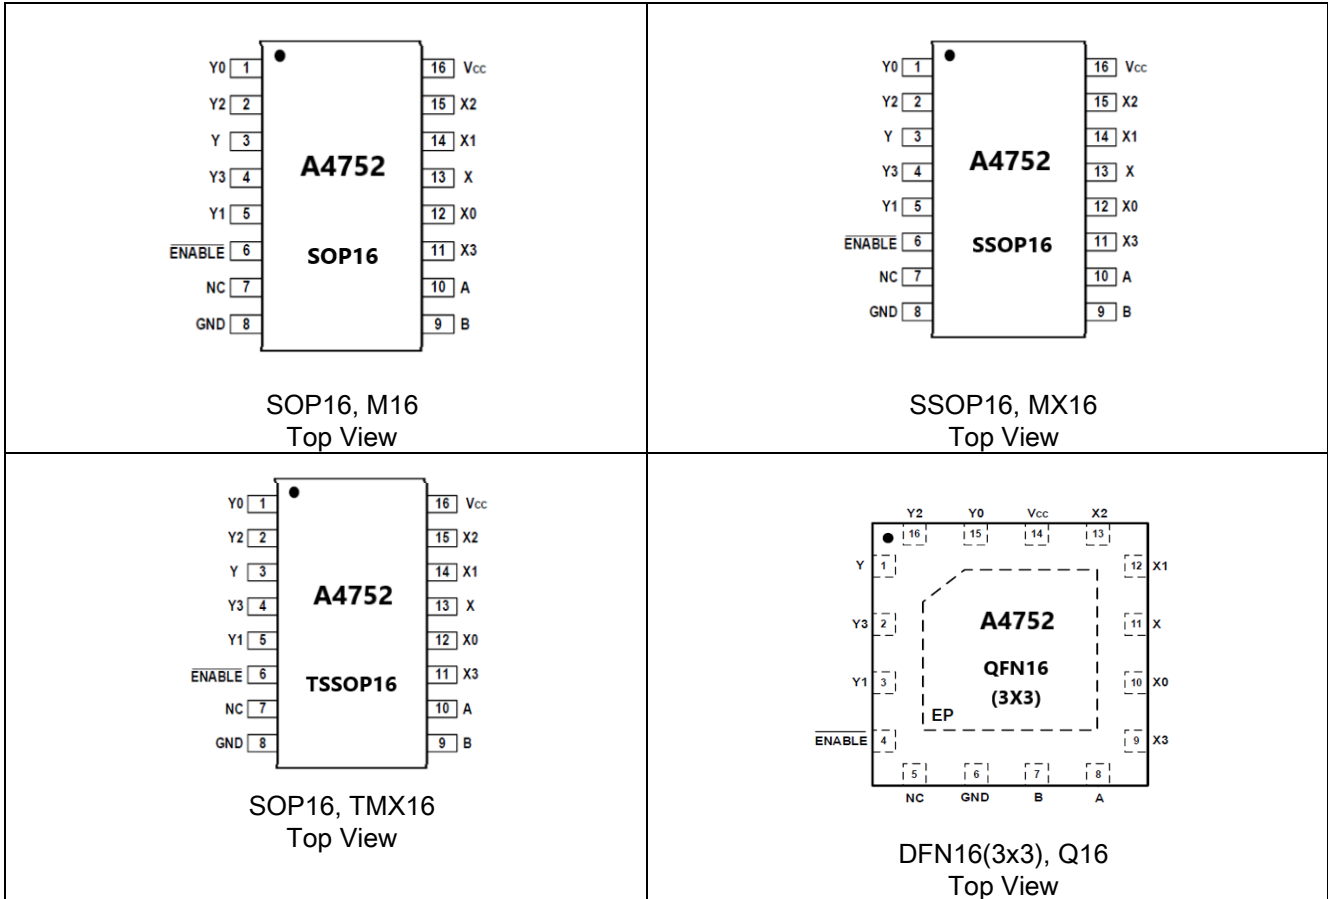 Y0 1 16 Vcc
Y2 2 15 X2
Y 3 14 X1
A4752
Y3 4 13 X
Y1 5 12 X0
ENABLE 6 11 X3
SOP16
NC 7 10 A
GND 8 9 B
SOP16, M16
Top View
Y0 1 16 Vcc
Y2 2 15 X2
Y 3 14 X1
A4752
Y3 4 13 X
Y1 5 12 X0
ENABLE 6 11 X3
SSOP16
NC 7 10 A
GND 8 9 B
SSOP16, MX16
Top View
Y0 1 16 Vcc
Y2 2 15 X2
Y 3 14 X1
A4752
Y3 4 13 X
Y1 5 12 X0
ENABLE 6 11 X3
TSSOP16
NC 7 10 A
GND 8 9 B
SOP16, TMX16
Top View
Y2 Y0 Vcc X2
16 15 14 13
Y 1 12 X1
A4752
Y3 2 11 X
QFN16
Y1 3 10 X0
(3X3)
EP
ENABLE 4 9 X3
5 6 7 8
NC GND B A
DFN16(3x3), Q16
Top View